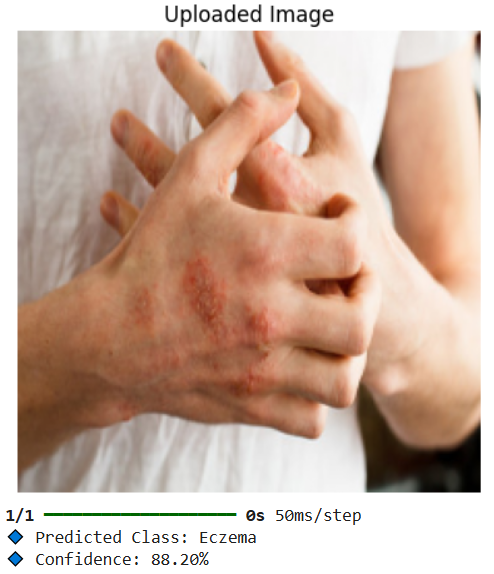 Uploaded Image
1/1 ━━━━━━━━━━━━━━━━━━━━ 0s 50ms/step
🔷 Predicted Class: Eczema
🔷 Confidence: 88.20%